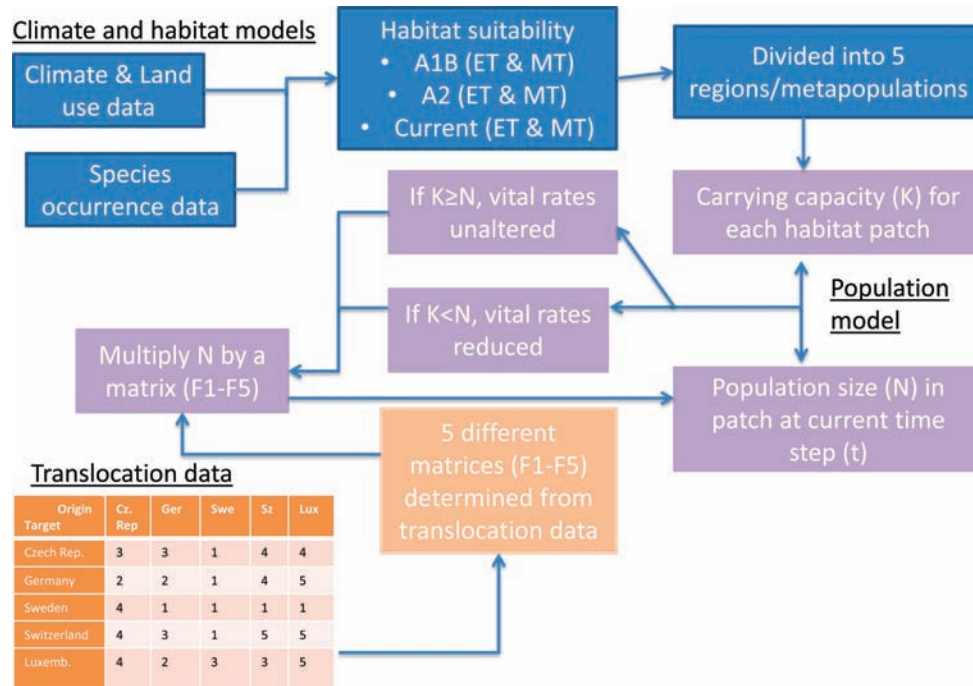 Climate and habitat models
Climate & Land
use data
Species
occurrence data
Habitat suitability
• A1B (ET & MT)
• A2 (ET & MT)
• Current (ET & MT)
Divided into 5
regions/metapopulations
If K≥N, vital rates
unaltered
Carrying capacity (K) for
each habitat patch
If K<N, vital rates
reduced
Population
model
Multiply N by a
matrix (F1-F5)
Population size (N) in
patch at current time
step (t)
5 different
matrices (F1-F5)
determined from
translocation data
Translocation data
Origin Cz. Ger Swe Sz Lux
Target Rep
Czech Rep. 3 3 1 4 4
Germany 2 2 1 4 5
Sweden 4 1 1 1 1
Switzerland 4 3 1 5 5
Luxemb. 4 2 3 3 5